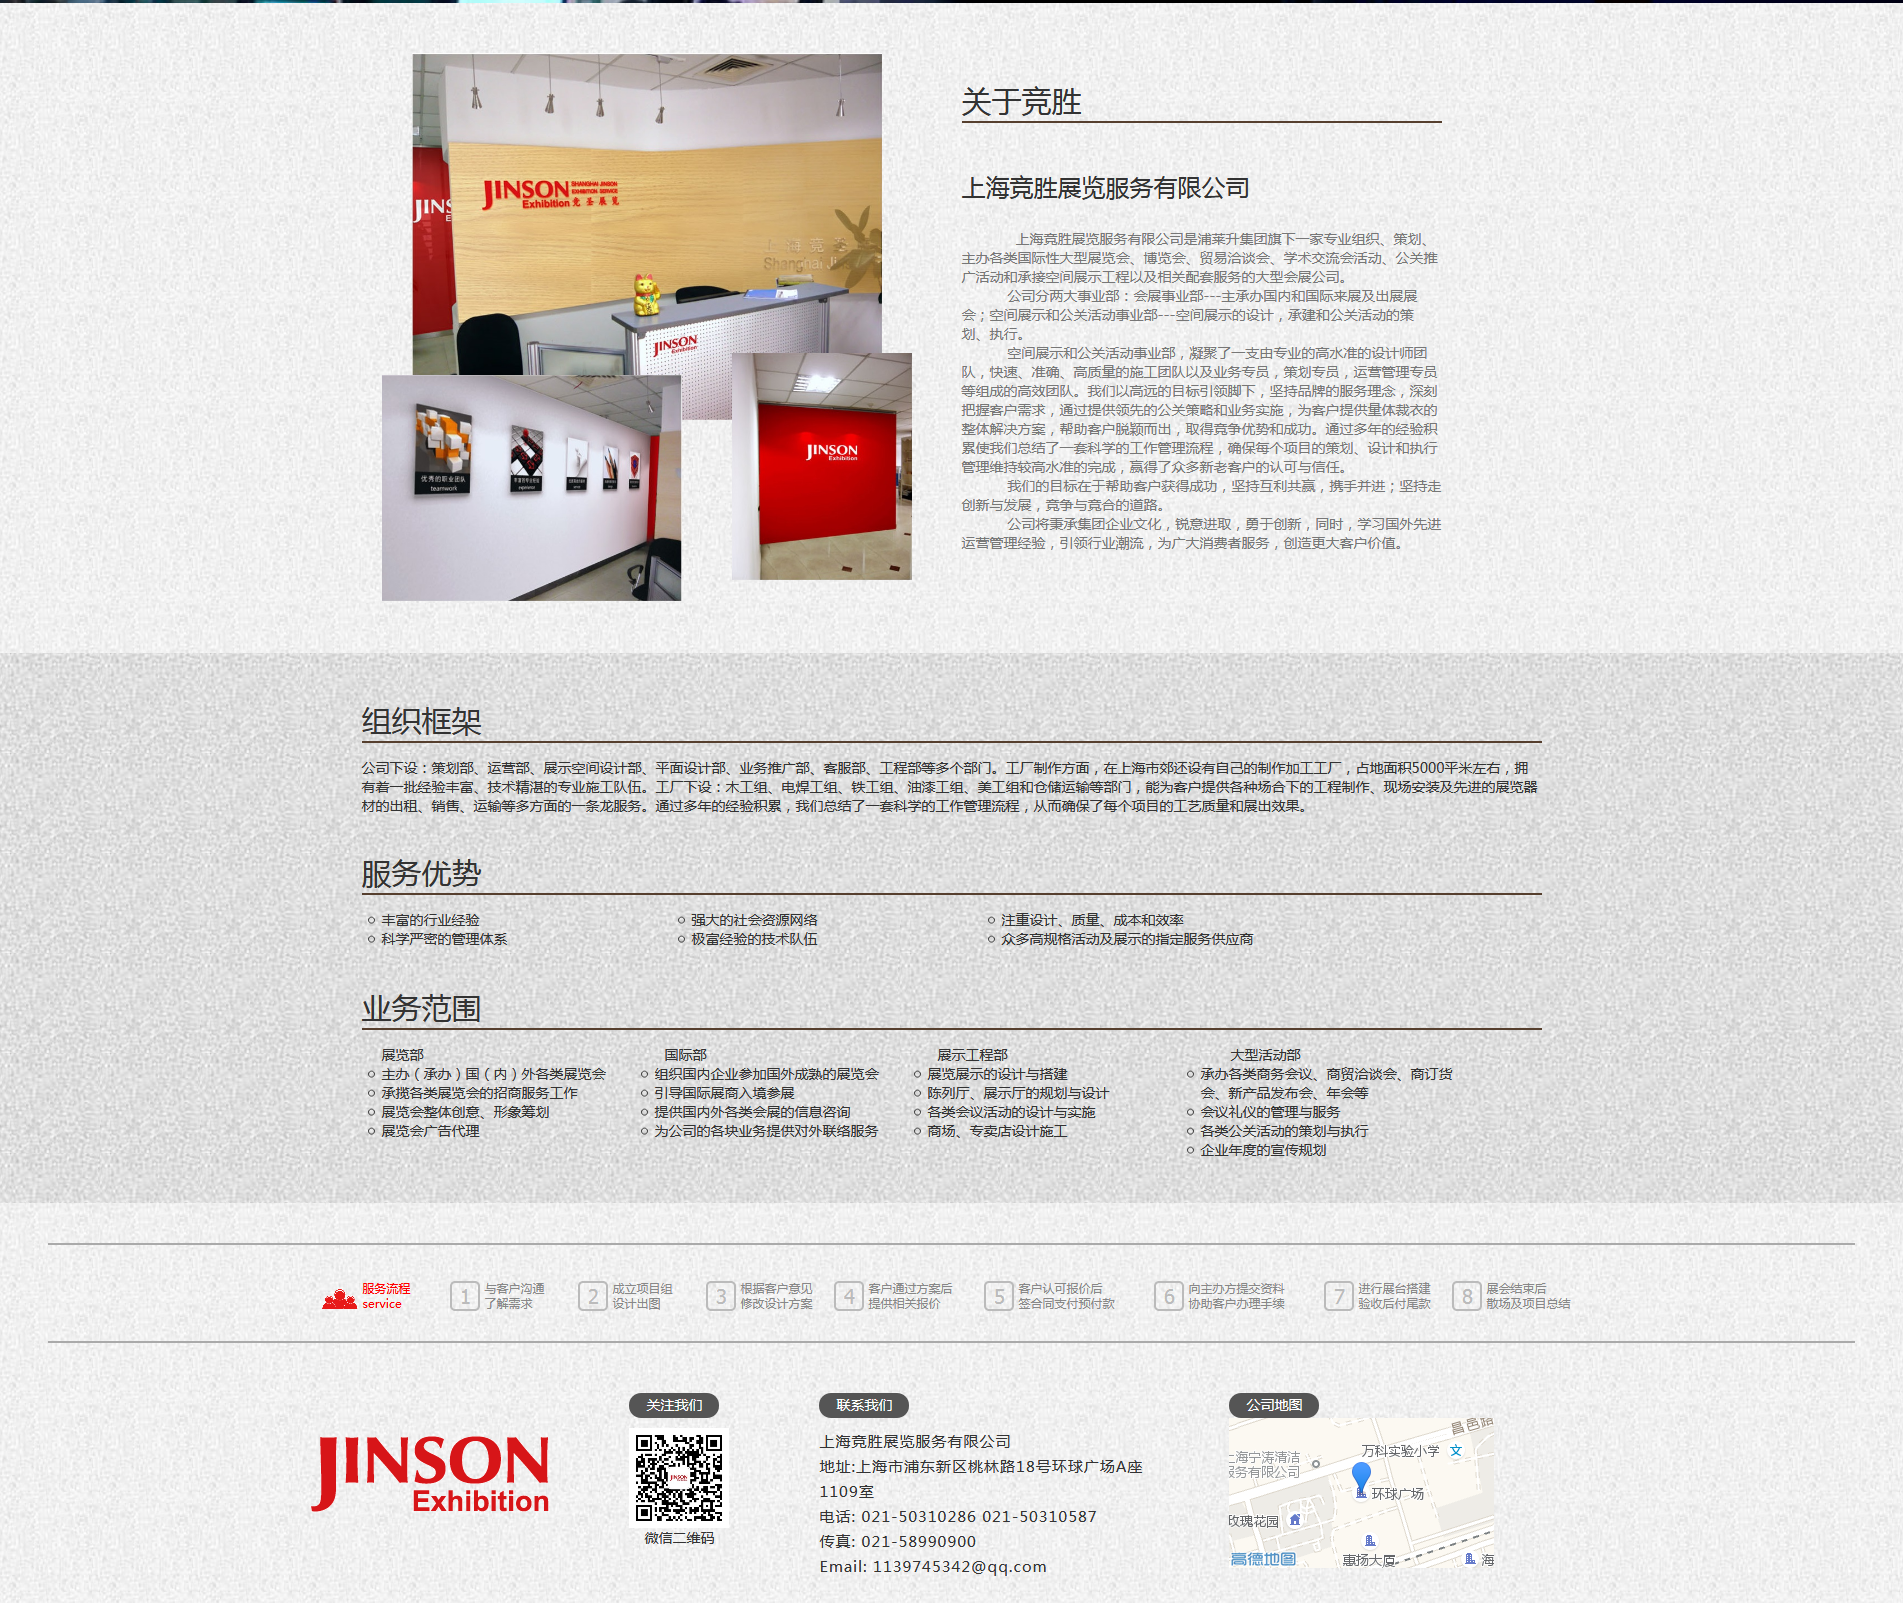 JINSON
SHANGHAI JINSON
EXHIBITION SERVICE
Exhibition 竞圣展览
JINSON
Exhibition
优秀的职业团队
teamwork
JINSON
Exhibition
关于竞胜
上海竞胜展览服务有限公司
上海竞胜展览服务有限公司是浦莱升集团旗下一家专业组织、策划、
主办各类国际性大型展览会、博览会、贸易洽谈会、学术交流会活动、公关推
广活动和承接空间展示工程以及相关配套服务的大型会展公司。
公司分两大事业部：会展事业部---主承办国内和国际来展及出展展
会；空间展示和公关活动事业部---空间展示的设计，承建和公关活动的策
划、执行。
空间展示和公关活动事业部，凝聚了一支由专业的高水准的设计师团
队，快速、准确、高质量的施工团队以及业务专员，策划专员，运营管理专员
等组成的高效团队。我们以高远的目标引领脚下，坚持品牌的服务理念，深刻
把握客户需求，通过提供领先的公关策略和业务实施，为客户提供量体裁衣的
整体解决方案，帮助客户脱颖而出，取得竞争优势和成功。通过多年的经验积
累使我们总结了一套科学的工作管理流程，确保每个项目的策划、设计和执行
管理维持较高水准的完成，赢得了众多新老客户的认可与信任。
我们的目标在于帮助客户获得成功，坚持互利共赢，携手并进；坚持走
创新与发展，竞争与竞合的道路。
公司将秉承集团企业文化，锐意进取，勇于创新，同时，学习国外先进
运营管理经验，引领行业潮流，为广大消费者服务，创造更大客户价值。
组织框架
公司下设：策划部、运营部、展示空间设计部、平面设计部、业务推广部、客服部、工程部等多个部门。工厂制作方面，在上海市郊还设有自己的制作加工工厂，占地面积5000平米左右，拥
有着一批经验丰富、技术精湛的专业施工队伍。工厂下设：木工组、电焊工组、铁工组、油漆工组、美工组和仓储运输等部门，能为客户提供各种场合下的工程制作、现场安装及先进的展览器
材的出租、销售、运输等多方面的一条龙服务。通过多年的经验积累，我们总结了一套科学的工作管理流程，从而确保了每个项目的工艺质量和展出效果。
服务优势
丰富的行业经验
科学严密的管理体系
强大的社会资源网络
极富经验的技术队伍
注重设计、质量、成本和效率
众多高规格活动及展示的指定服务供应商
业务范围
展览部
主办（承办）国（内）外各类展览会
承揽各类展览会的招商服务工作
展览会整体创意、形象筹划
展览会广告代理
国际部
组织国内企业参加国外成熟的展览会
引导国际展商入境参展
提供国内外各类会展的信息咨询
为公司的各块业务提供对外联络服务
展示工程部
展览展示的设计与搭建
陈列厅、展示厅的规划与设计
各类会议活动的设计与实施
商场、专卖店设计施工
大型活动部
承办各类商务会议、商贸洽谈会、商订货
会、新产品发布会、年会等
会议礼仪的管理与服务
各类公关活动的策划与执行
企业年度的宣传规划
服务流程
service
1 与客户沟通
了解需求
2 成立项目组
设计出图
3 根据客户意见
修改设计方案
4 客户通过方案后
提供相关报价
5 客户认可报价后
签合同支付预付款
6 向主办方提交资料
协助客户办理手续
7 进行展台搭建
验收后付尾款
8 展会结束后
散场及项目总结
JINSON
Exhibition
关注我们
微信二维码
联系我们
上海竞胜展览服务有限公司
地址:上海市浦东新区桃林路18号环球广场A座
1109室
电话: 021-50310286 021-50310587
传真: 021-58990900
Email: 1139745342@qq.com
公司地图
昌邑路
万科实验小学 文
上海宁涛清洁
服务有限公司
环球广场
玫瑰花园
高德地图
惠扬大厦
海